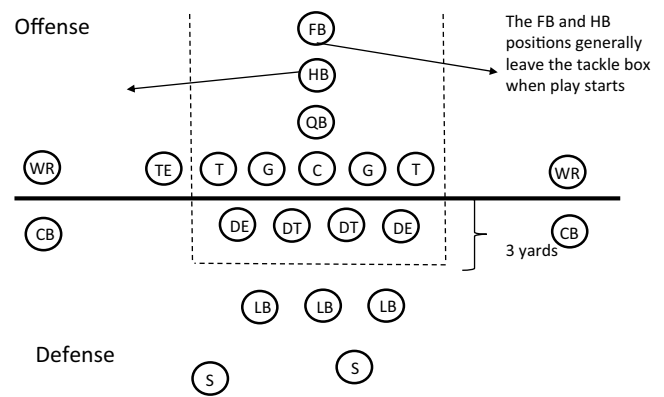 Offense
FB
The FB and HB
positions generally
leave the tackle box
when play starts
HB
QB
WR TE T G C G T WR
CB DE DT DT DE CB
3 yards
LB LB LB
Defense
S S